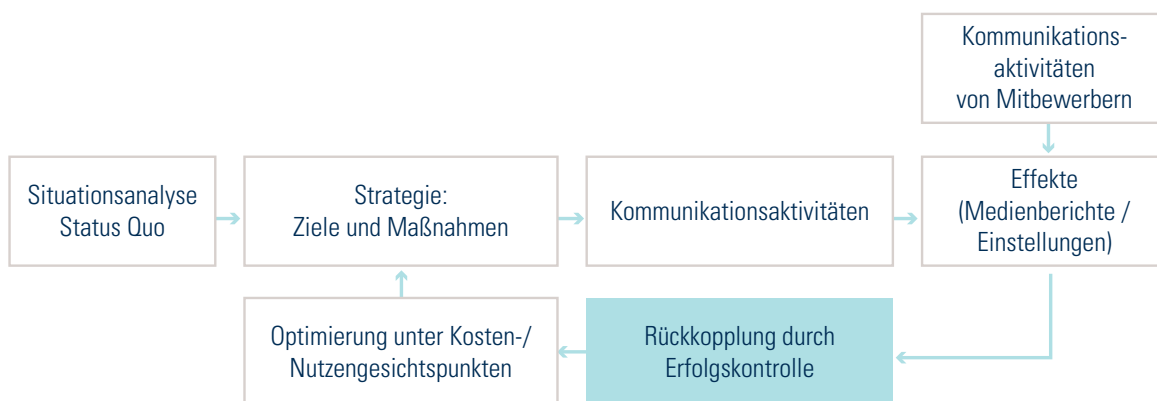 Kommunikations-
aktivitäten
von Mitbewerbern
Situationsanalyse
Status Quo
Strategie:
Ziele und Maßnahmen
Kommunikationsaktivitäten
Effekte
(Medienberichte /
Einstellungen)
Optimierung unter Kosten-/
Nutzengesichtspunkten
Rückkopplung durch
Erfolgskontrolle